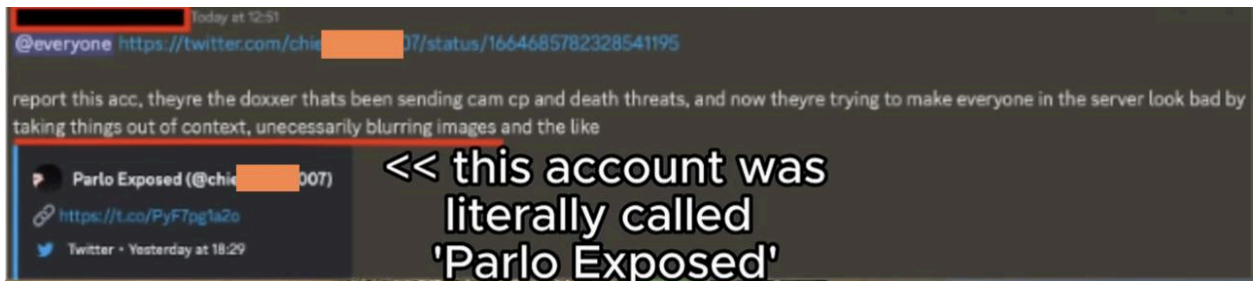 Today at 12:51
@everyone https://twitter.com/chie 07/status/1664685782328541195
report this acc, theyre the doxxer thats been sending cam cp and death threats, and now theyre trying to make everyone in the server look bad by
taking things out of context, unecessarily blurring images and the like
Parlo Exposed (@chie 007)
https://t.co/PyF7pg1a2o
Twitter • Yesterday at 18:29
<< this account was
literally called
'Parlo Exposed'